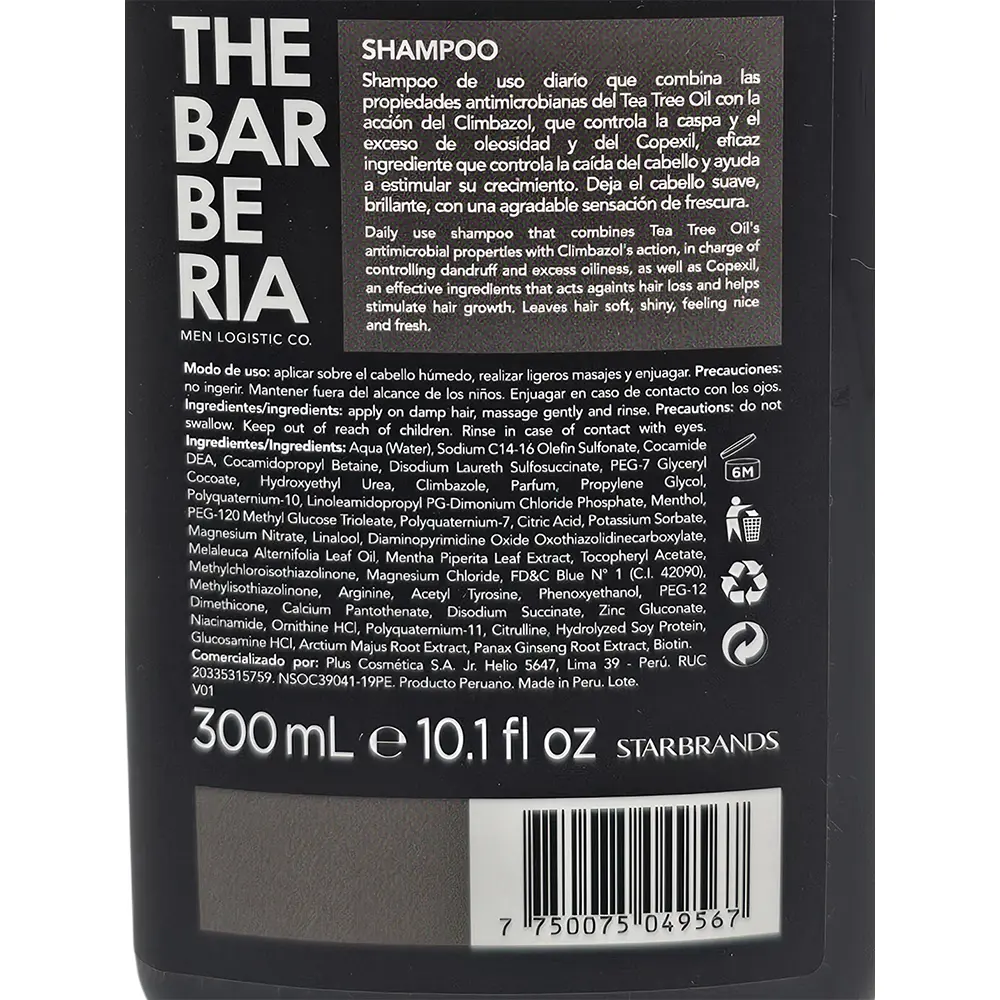 THE
BAR
BE
RIA
MEN LOGISTIC CO.
SHAMPOO
Shampoo de uso diario que combina las
propiedades antimicrobianas del Tea Tree Oil con la
acción del Climbazol, que controla la caspa y el
exceso de oleosidad y del Copexil, eficaz
ingrediente que controla la caída del cabello y ayuda
a estimular su crecimiento. Deja el cabello suave,
brillante, con una agradable sensación de frescura.
Daily use shampoo that combines Tea Tree Oil's
antimicrobial properties with Climbazol's action, in charge of
controlling dandruff and excess oiliness, as well as Copexil,
an effective ingredients that acts againts hair loss and helps
stimulate hair growth. Leaves hair soft, shiny, feeling nice
and fresh.
Modo de uso: aplicar sobre el cabello húmedo, realizar ligeros masajes y enjuagar. Precauciones:
no ingerir. Mantener fuera del alcance de los niños. Enjuagar en caso de contacto con los ojos.
Ingredientes/ingredients: apply on damp hair, massage gently and rinse. Precautions: do not
swallow. Keep out of reach of children. Rinse in case of contact with eyes.
Ingredientes/Ingredients: Aqua (Water), Sodium C14-16 Olefin Sulfonate, Cocamide
DEA, Cocamidopropyl Betaine, Disodium Laureth Sulfosuccinate, PEG-7 Glyceryl
Cocoate, Hydroxyethyl Urea, Climbazole, Parfum, Propylene Glycol,
Polyquaternium-10, Linoleamidopropyl PG-Dimonium Chloride Phosphate, Menthol,
PEG-120 Methyl Glucose Trioleate, Polyquaternium-7, Citric Acid, Potassium Sorbate,
Magnesium Nitrate, Linalool, Diaminopyrimidine Oxide Oxothiazolidinecarboxylate,
Melaleuca Alternifolia Leaf Oil, Mentha Piperita Leaf Extract, Tocopheryl Acetate,
Methylchloroisothiazolinone, Magnesium Chloride, FD&C Blue N° 1 (C.I. 42090),
Methylisothiazolinone, Arginine, Acetyl Tyrosine, Phenoxyethanol, PEG-12
Dimethicone, Calcium Pantothenate, Disodium Succinate, Zinc Gluconate,
Niacinamide, Ornithine HCl, Polyquaternium-11, Citrulline, Hydrolyzed Soy Protein,
Glucosamine HCl, Arctium Majus Root Extract, Panax Ginseng Root Extract, Biotin.
Comercializado por: Plus Cosmética S.A. Jr. Helio 5647, Lima 39 - Perú. RUC
20335315759. NSOC39041-19PE. Producto Peruano. Made in Peru. Lote.
V01
6M
300 mL ℮ 10.1 fl oz STARBRANDS
7 750075 049567